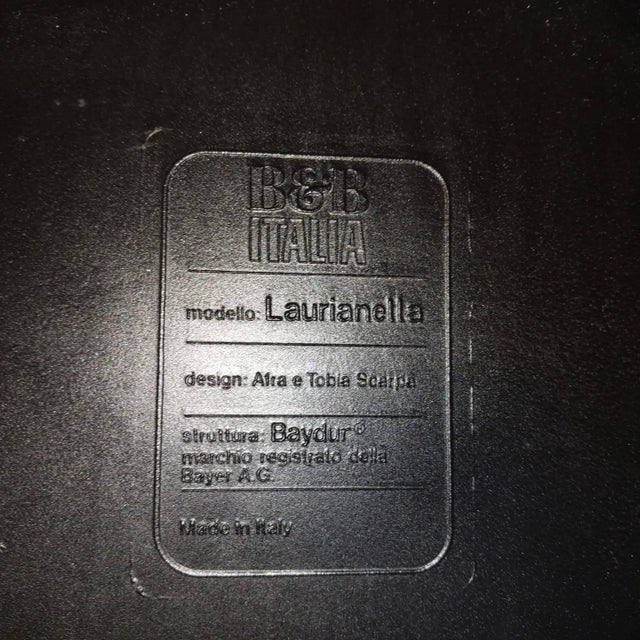 B&B
ITALIA
modello: Laurianella
design: Afra e Tobia Scarpa
struttura: Baydur®
marchio registrato della
Bayer A.G.
Made in Italy